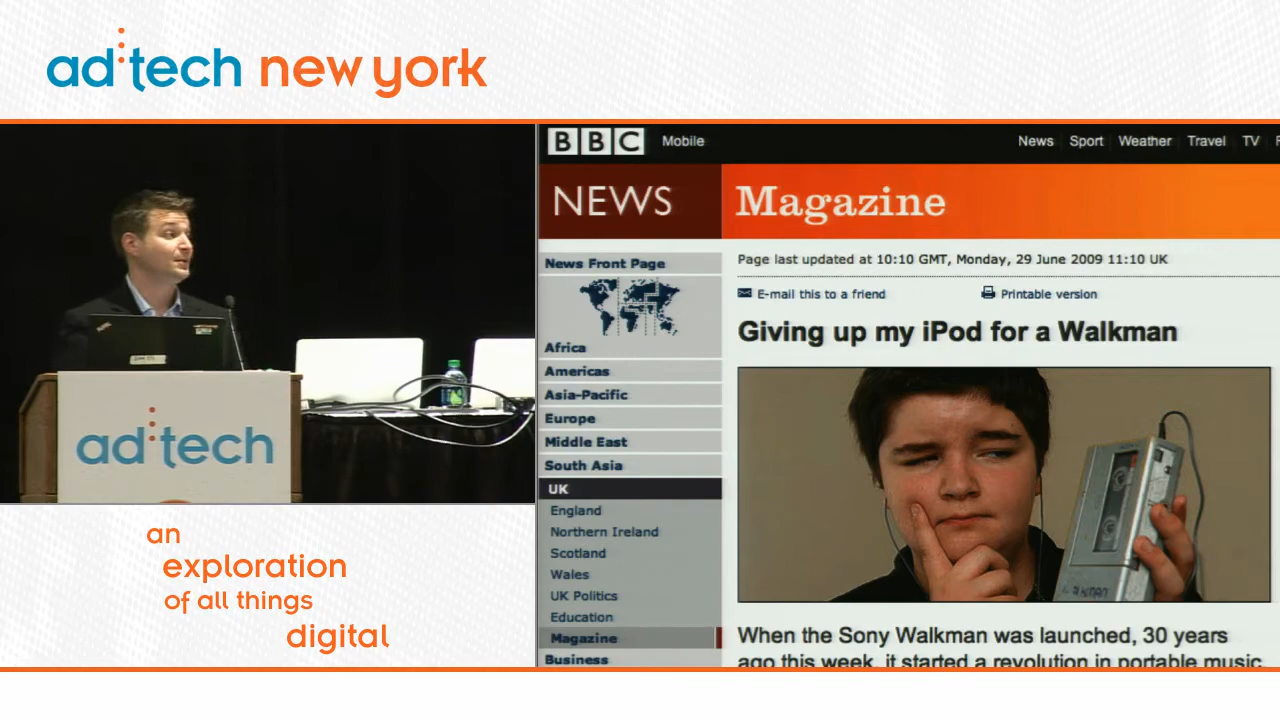 ad:tech new york
BBC Mobile News Sport Weather Travel TV
NEWS Magazine
News Front Page
Africa
Americas
Asia-Pacific
Europe
Middle East
South Asia
UK
England
Northern Ireland
Scotland
Wales
UK Politics
Education
Magazine
Business
Page last updated at 10:10 GMT, Monday, 29 June 2009 11:10 UK
E-mail this to a friend
Printable version
Giving up my iPod for a Walkman
WALKMAN
When the Sony Walkman was launched, 30 years
ago this week, it started a revolution in portable music.
ad:tech
an
exploration
of all things
digital